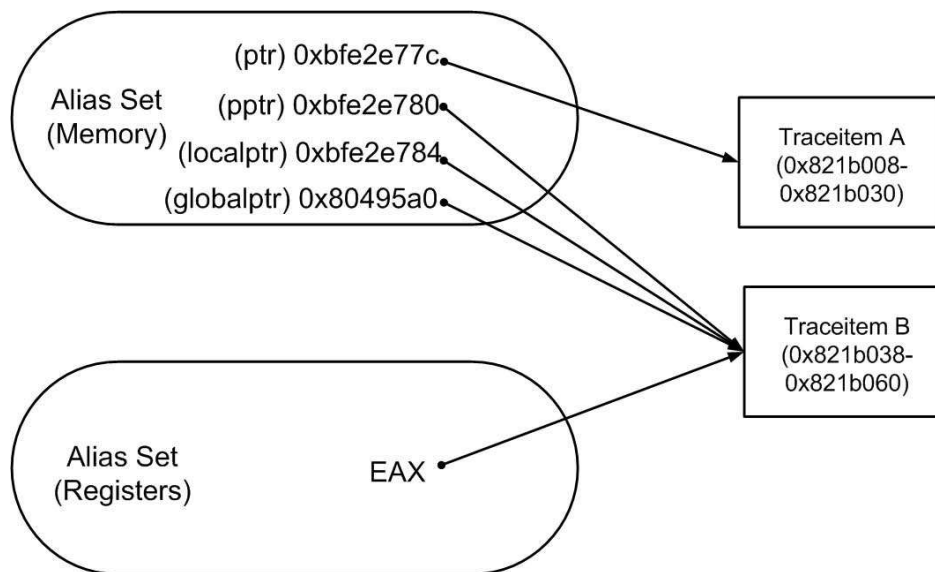 (ptr) 0xbfe2e77c
Alias Set
(Memory)
(pptr) 0xbfe2e780
(localptr) 0xbfe2e784
(globalptr) 0x80495a0
Traceitem A
(0x821b008-
0x821b030)
Traceitem B
(0x821b038-
0x821b060)
Alias Set
(Registers)
EAX